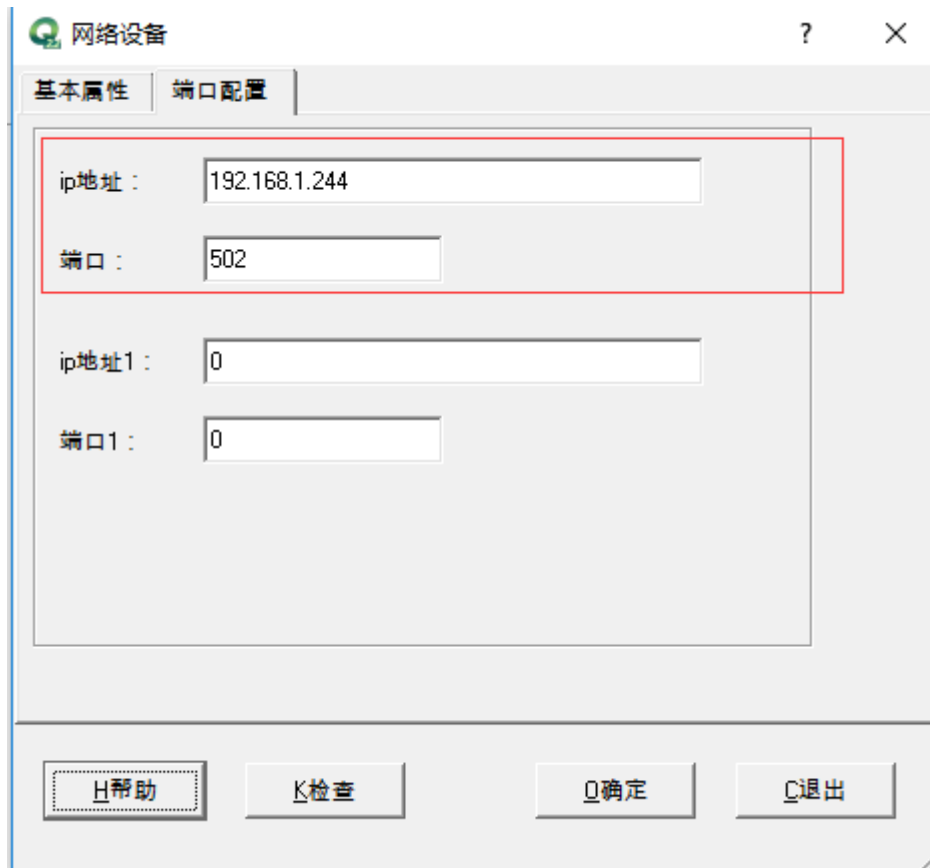 网络设备
基本属性 端口配置
ip地址： 192.168.1.244
端口： 502
ip地址1： 0
端口1： 0
H帮助 K检查 O确定 C退出